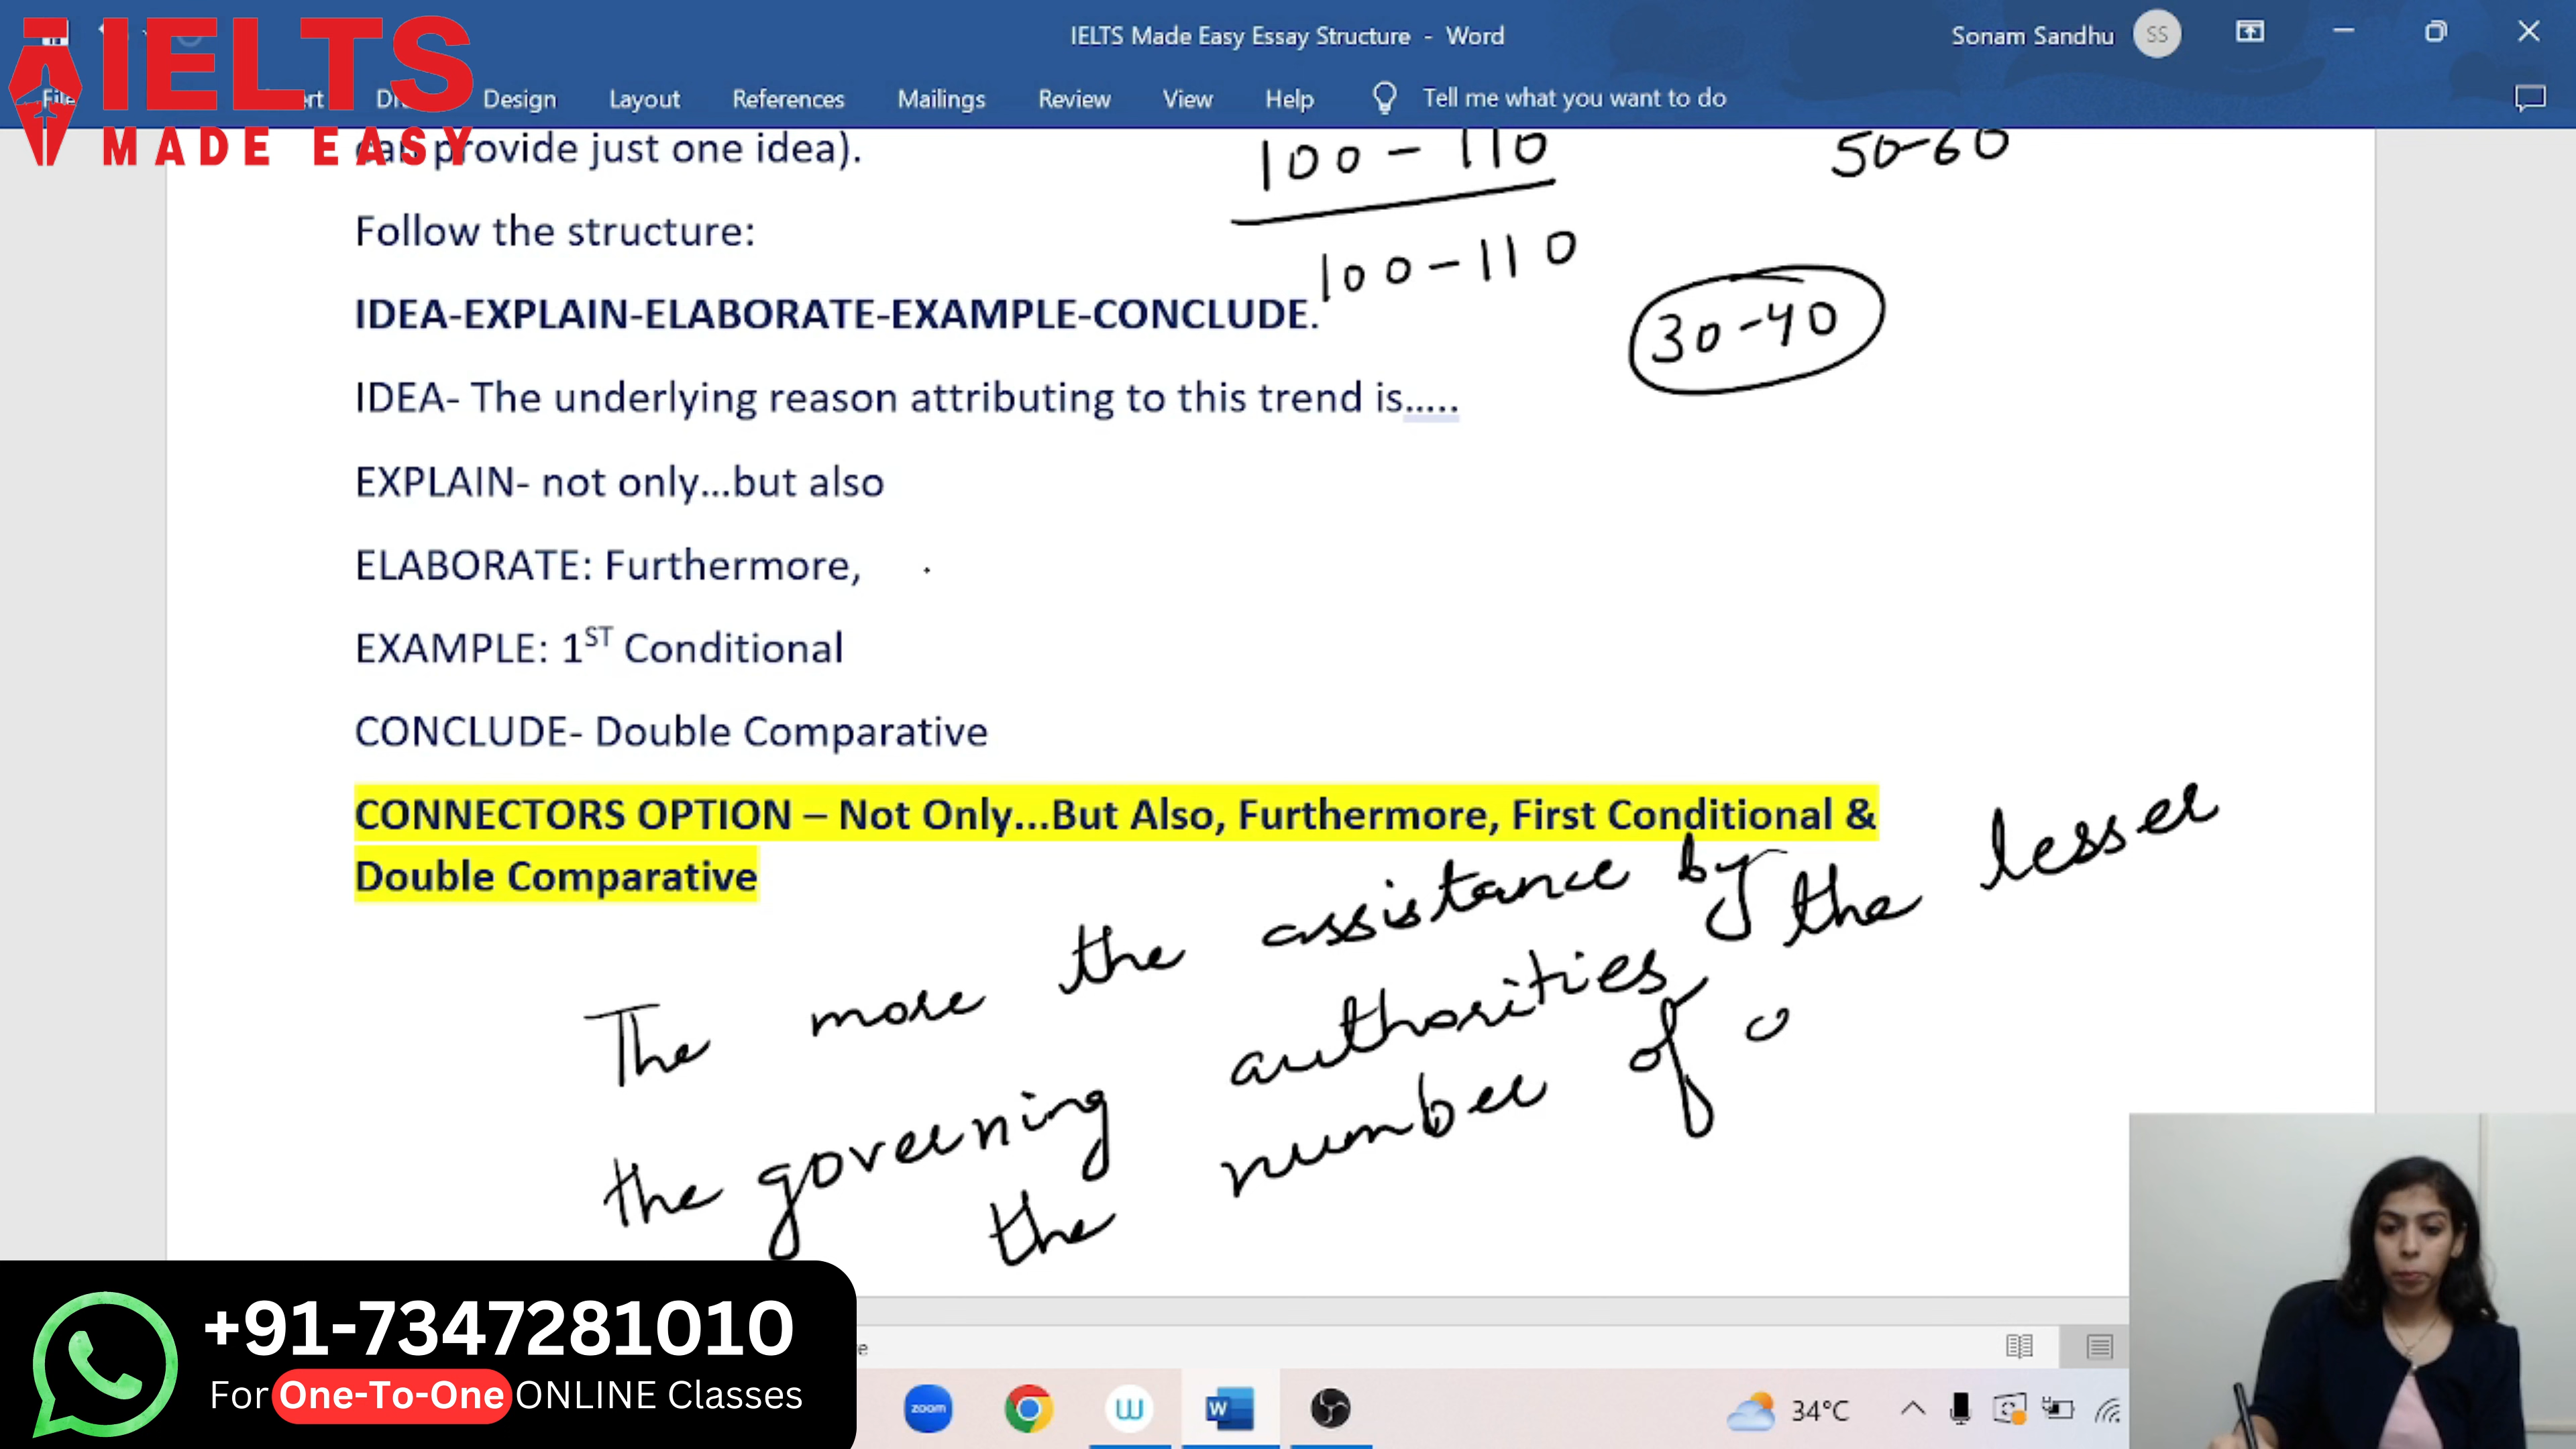 IELTS
MADE EASY
IELTS Made Easy Essay Structure - Word
Sonam Sandhu SS
File Design Layout References Mailings Review View Help Tell me what you want to do
can provide just one idea).
100 - 110
50-60
Follow the structure:
100-110
IDEA-EXPLAIN-ELABORATE-EXAMPLE-CONCLUDE.
30-40
IDEA- The underlying reason attributing to this trend is.....
EXPLAIN- not only...but also
ELABORATE: Furthermore,
EXAMPLE: 1ST Conditional
CONCLUDE- Double Comparative
CONNECTORS OPTION – Not Only...But Also, Furthermore, First Conditional &
Double Comparative
The more the assistance by
the governing authorities the lesser
the number of
+91-7347281010
For One-To-One ONLINE Classes
zoom
W
34°C